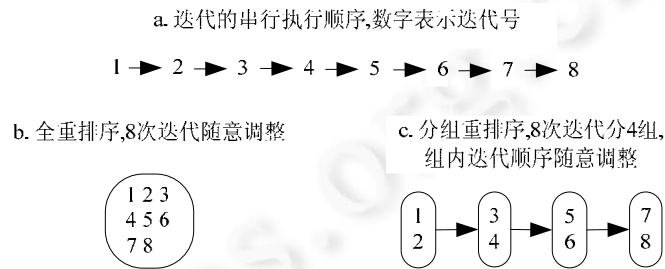 a. 迭代的串行执行顺序,数字表示迭代号
1 2 3 4 5 6 7 8
b. 全重排序,8次迭代随意调整
1 2 3
4 5 6
7 8
c. 分组重排序,8次迭代分4组,
组内迭代顺序随意调整
1 3 5 7
2 4 6 8